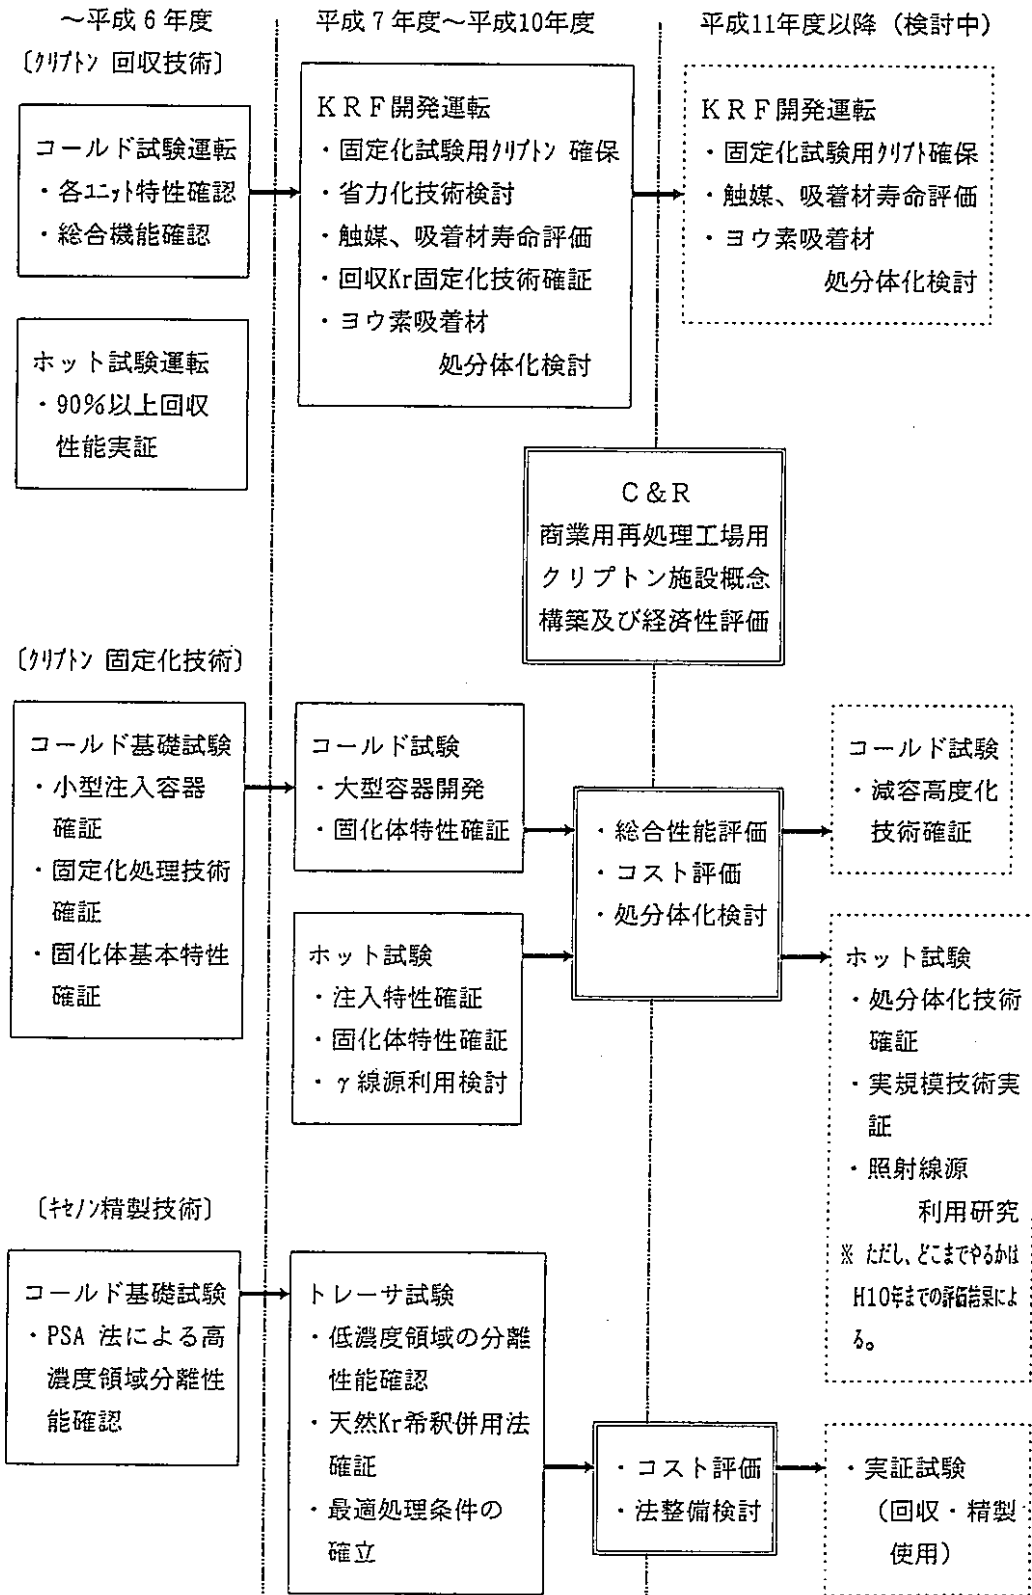 ～平成６年度
平成７年度～平成10年度
平成11年度以降（検討中）
〔クリプトン 回収技術〕
コールド試験運転
・各ユニット特性確認
・総合機能確認
ホット試験運転
・90％以上回収
性能実証
ＫＲＦ開発運転
・固定化試験用クリプトン 確保
・省力化技術検討
・触媒、吸着材寿命評価
・回収Kr固定化技術確証
・ヨウ素吸着材
処分体化検討
ＫＲＦ開発運転
・固定化試験用クリプト確保
・触媒、吸着材寿命評価
・ヨウ素吸着材
処分体化検討
Ｃ＆Ｒ
商業用再処理工場用
クリプトン施設概念
構築及び経済性評価
〔クリプトン 固定化技術〕
コールド基礎試験
・小型注入容器
確証
・固定化処理技術
確証
・固化体基本特性
確証
コールド試験
・大型容器開発
・固化体特性確証
ホット試験
・注入特性確証
・固化体特性確証
・γ線源利用検討
・総合性能評価
・コスト評価
・処分体化検討
コールド試験
・減容高度化
技術確証
ホット試験
・処分体化技術
確証
・実規模技術実
証
・照射線源
利用研究
※ ただし、どこまでやるかは
H10年までの評価結果によ
る。
〔キセノン精製技術〕
コールド基礎試験
・PSA 法による高
濃度領域分離性
能確認
トレーサ試験
・低濃度領域の分離
性能確認
・天然Kr希釈併用法
確証
・最適処理条件の
確立
・コスト評価
・法整備検討
・実証試験
（回収・精製
使用）